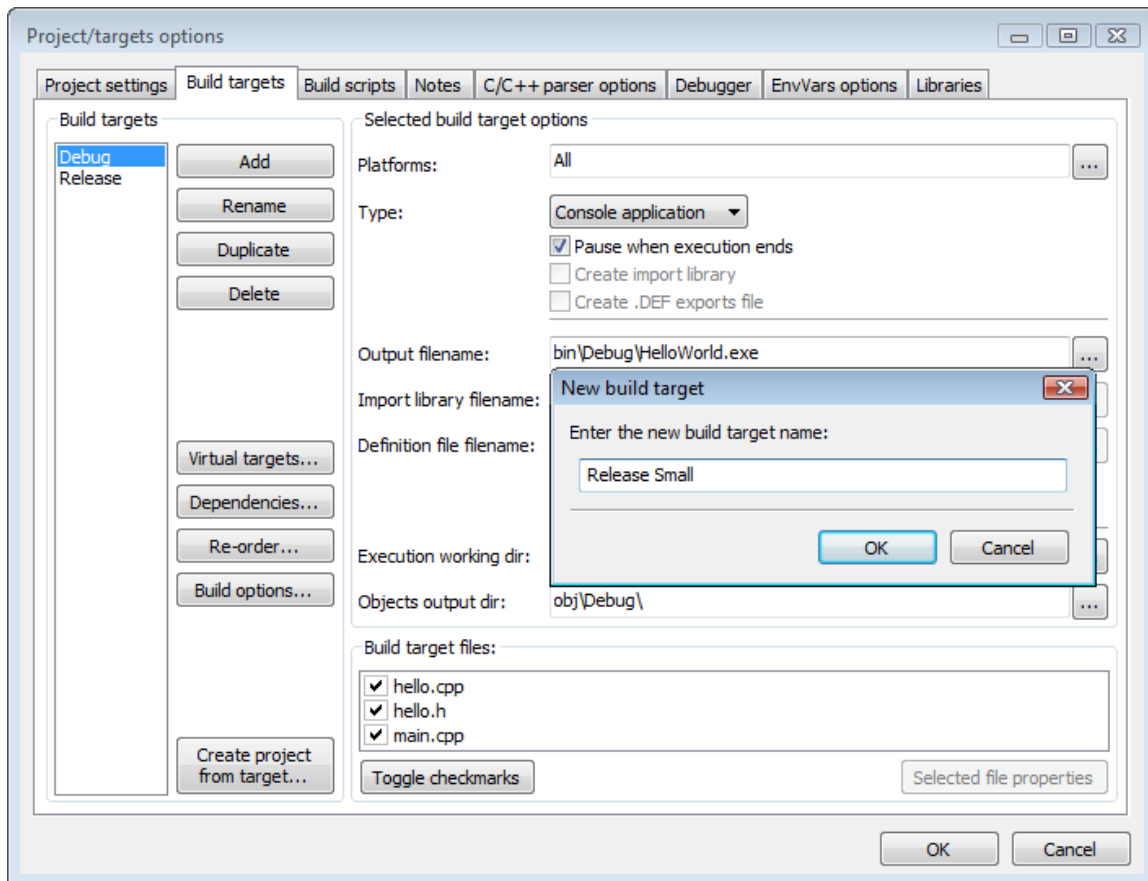 Project/targets options
Project settings Build targets Build scripts Notes C/C++ parser options Debugger EnvVars options Libraries
Build targets
Debug
Release
Add
Rename
Duplicate
Delete
Virtual targets...
Dependencies...
Re-order...
Build options...
Create project
from target...
Selected build target options
Platforms: All ...
Type: Console application
Pause when execution ends
Create import library
Create .DEF exports file
Output filename: bin\Debug\HelloWorld.exe ...
Import library filename:
Definition file filename:
Execution working dir:
Objects output dir: obj\Debug\ ...
New build target
Enter the new build target name:
Release Small
OK Cancel
Build target files:
hello.cpp
hello.h
main.cpp
Toggle checkmarks Selected file properties
OK Cancel